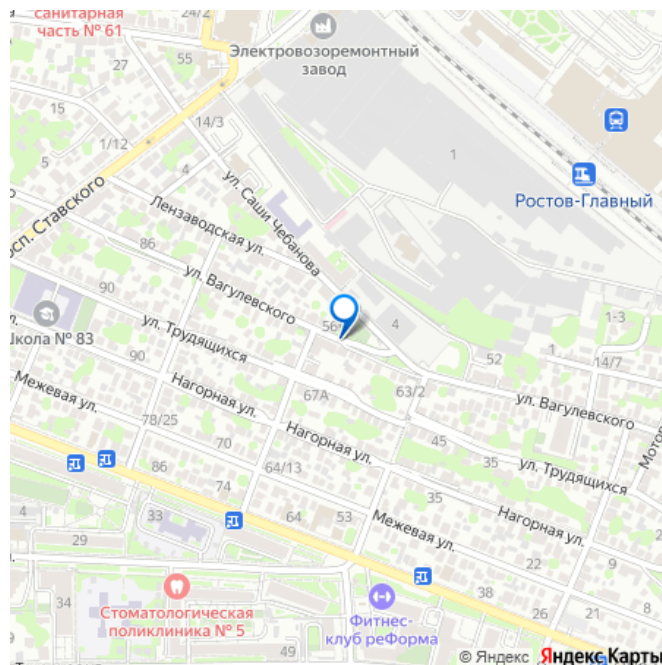 санитарная
часть № 61
24/2
Электровозоремонтный
завод
27
55
15
14/3
1/12
1
4
ул. Саши Чебанова
Ростов-Главный
осп. Ставского
Лензаводская ул.
86
ул. Вагулевского
90
56
4
1-3
Школа № 83
ул. Трудящихся
52
14/7
90
67А
63/2
ул. Вагулевского
Нагорная ул.
Межевая ул.
78/25
70
45
Нагорная ул.
35
ул. Трудящихся
Мотор
86
64/13
74
35
Нагорная ул.
33
64
53
Межевая ул.
29
22
9
34
38
26
21
Стоматологическая
поликлиника № 5
Фитнес-
клуб реФорма
49
© Яндекс Яндекс Карты